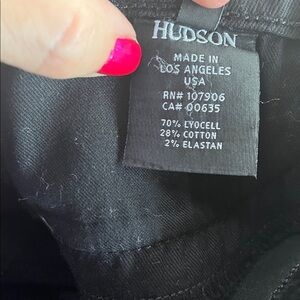 HUDSON
MADE IN
LOS ANGELES
USA
RN# 107906
CA# 00635
70% LYOCELL
28% COTTON
2% ELASTAN